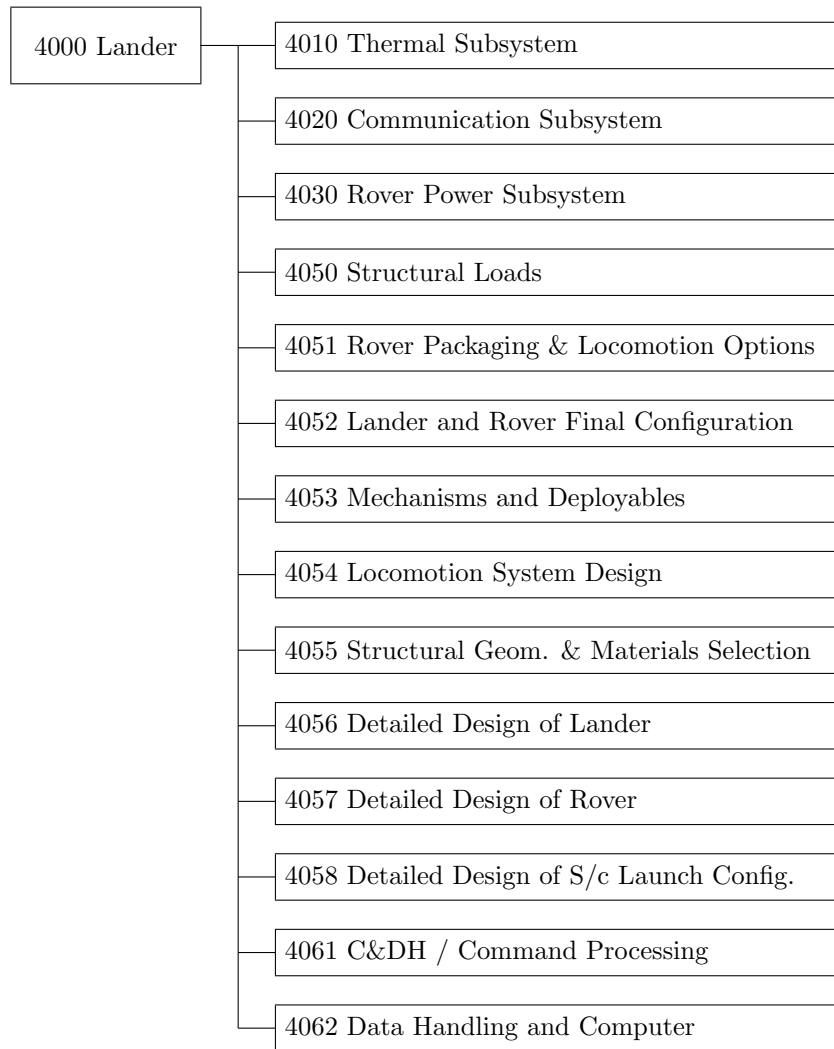 4000 Lander
4010 Thermal Subsystem
4020 Communication Subsystem
4030 Rover Power Subsystem
4050 Structural Loads
4051 Rover Packaging & Locomotion Options
4052 Lander and Rover Final Configuration
4053 Mechanisms and Deployables
4054 Locomotion System Design
4055 Structural Geom. & Materials Selection
4056 Detailed Design of Lander
4057 Detailed Design of Rover
4058 Detailed Design of S/c Launch Config.
4061 C&DH / Command Processing
4062 Data Handling and Computer